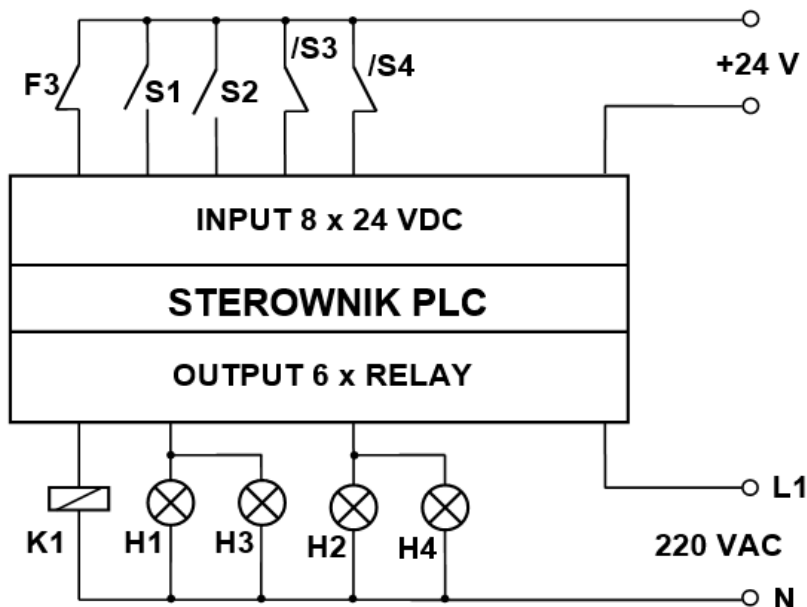 F3
S1
S2
/S3
/S4
+24 V
INPUT 8 x 24 VDC
STEROWNIK PLC
OUTPUT 6 x RELAY
K1
H1
H3
H2
H4
L1
220 VAC
N